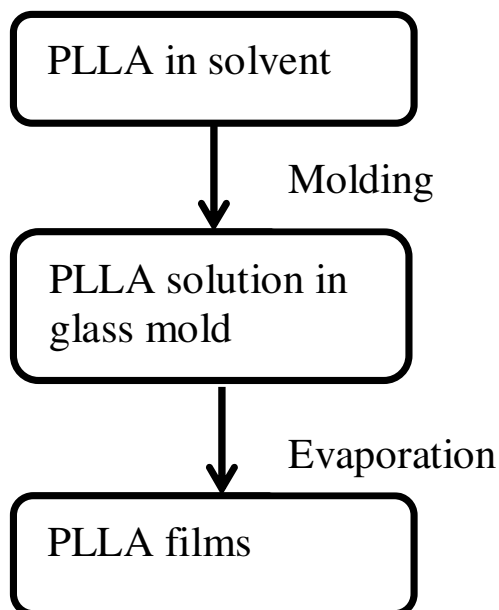 PLLA in solvent
Molding
PLLA solution in
glass mold
Evaporation
PLLA films